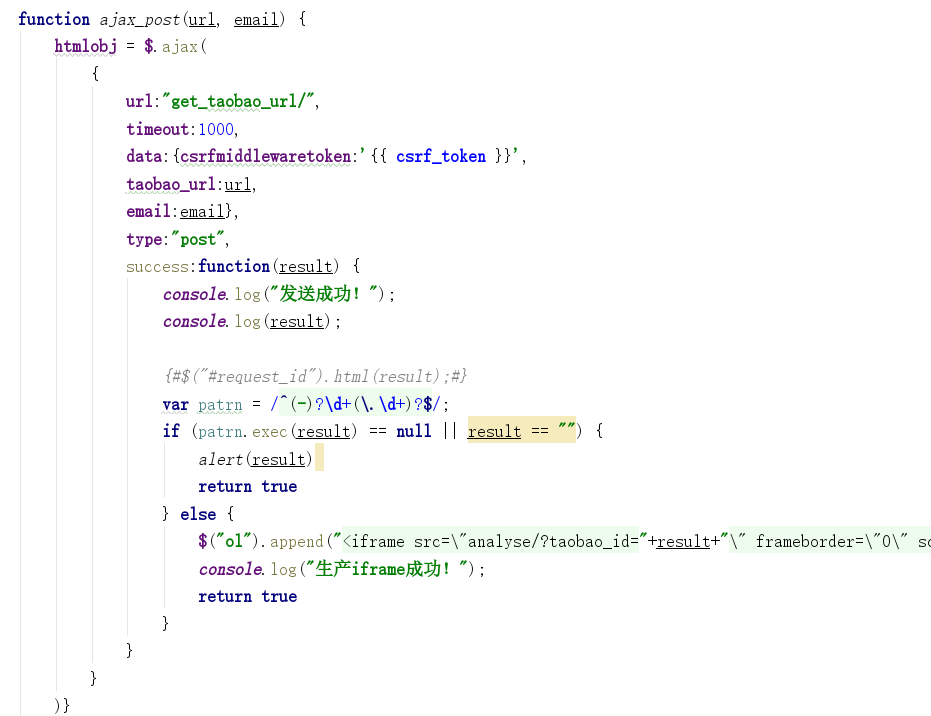 function ajax_post(url, email) {
    htmlobj = $.ajax(
        {
            url:"get_taobao_url/",
            timeout:1000,
            data:{csrfmiddlewaretoken:'{{ csrf_token }}',
            taobao_url:url,
            email:email},
            type:"post",
            success:function(result) {
                console.log("发送成功！");
                console.log(result);

                {#$("#request_id").html(result);#}
                var patrn = /^(-)?\d+(\.\d+)?$/;
                if (patrn.exec(result) == null || result == "") {
                    alert(result)
                    return true
                } else {
                    $("ol").append("<iframe src=\"analyse/?taobao_id="+result+"\" frameborder=\"0\" sc
                    console.log("生产iframe成功！");
                    return true
                }
            }
        }
    )}